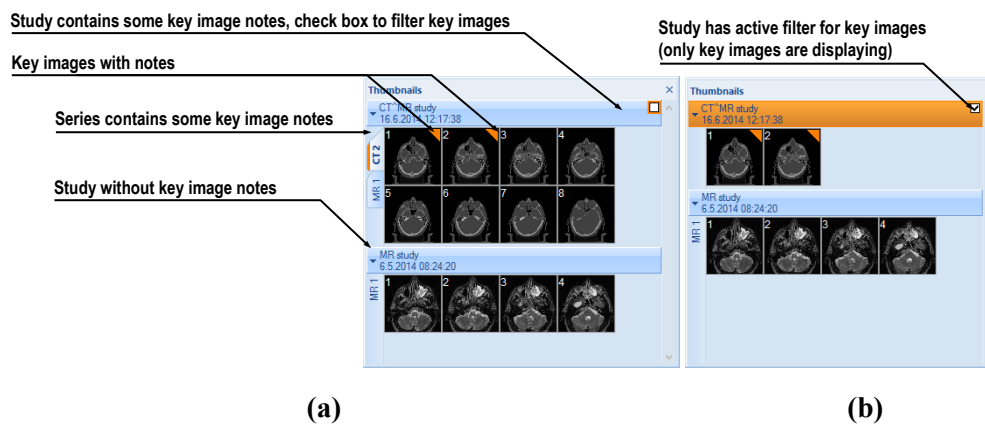 Study contains some key image notes, check box to filter key images
Key images with notes
Series contains some key image notes
Study without key image notes
Thumbnails
CT^MR study
16.6.2014 12:17:38
CT 2
MR 1
1 2 3 4
5 6 7 8
MR study
6.5.2014 08:24:20
MR 1
1 2 3 4
(a)
Study has active filter for key images
(only key images are displaying)
Thumbnails
CT^MR study
16.6.2014 12:17:38
1 2
MR study
6.5.2014 08:24:20
MR 1
1 2 3 4
(b)